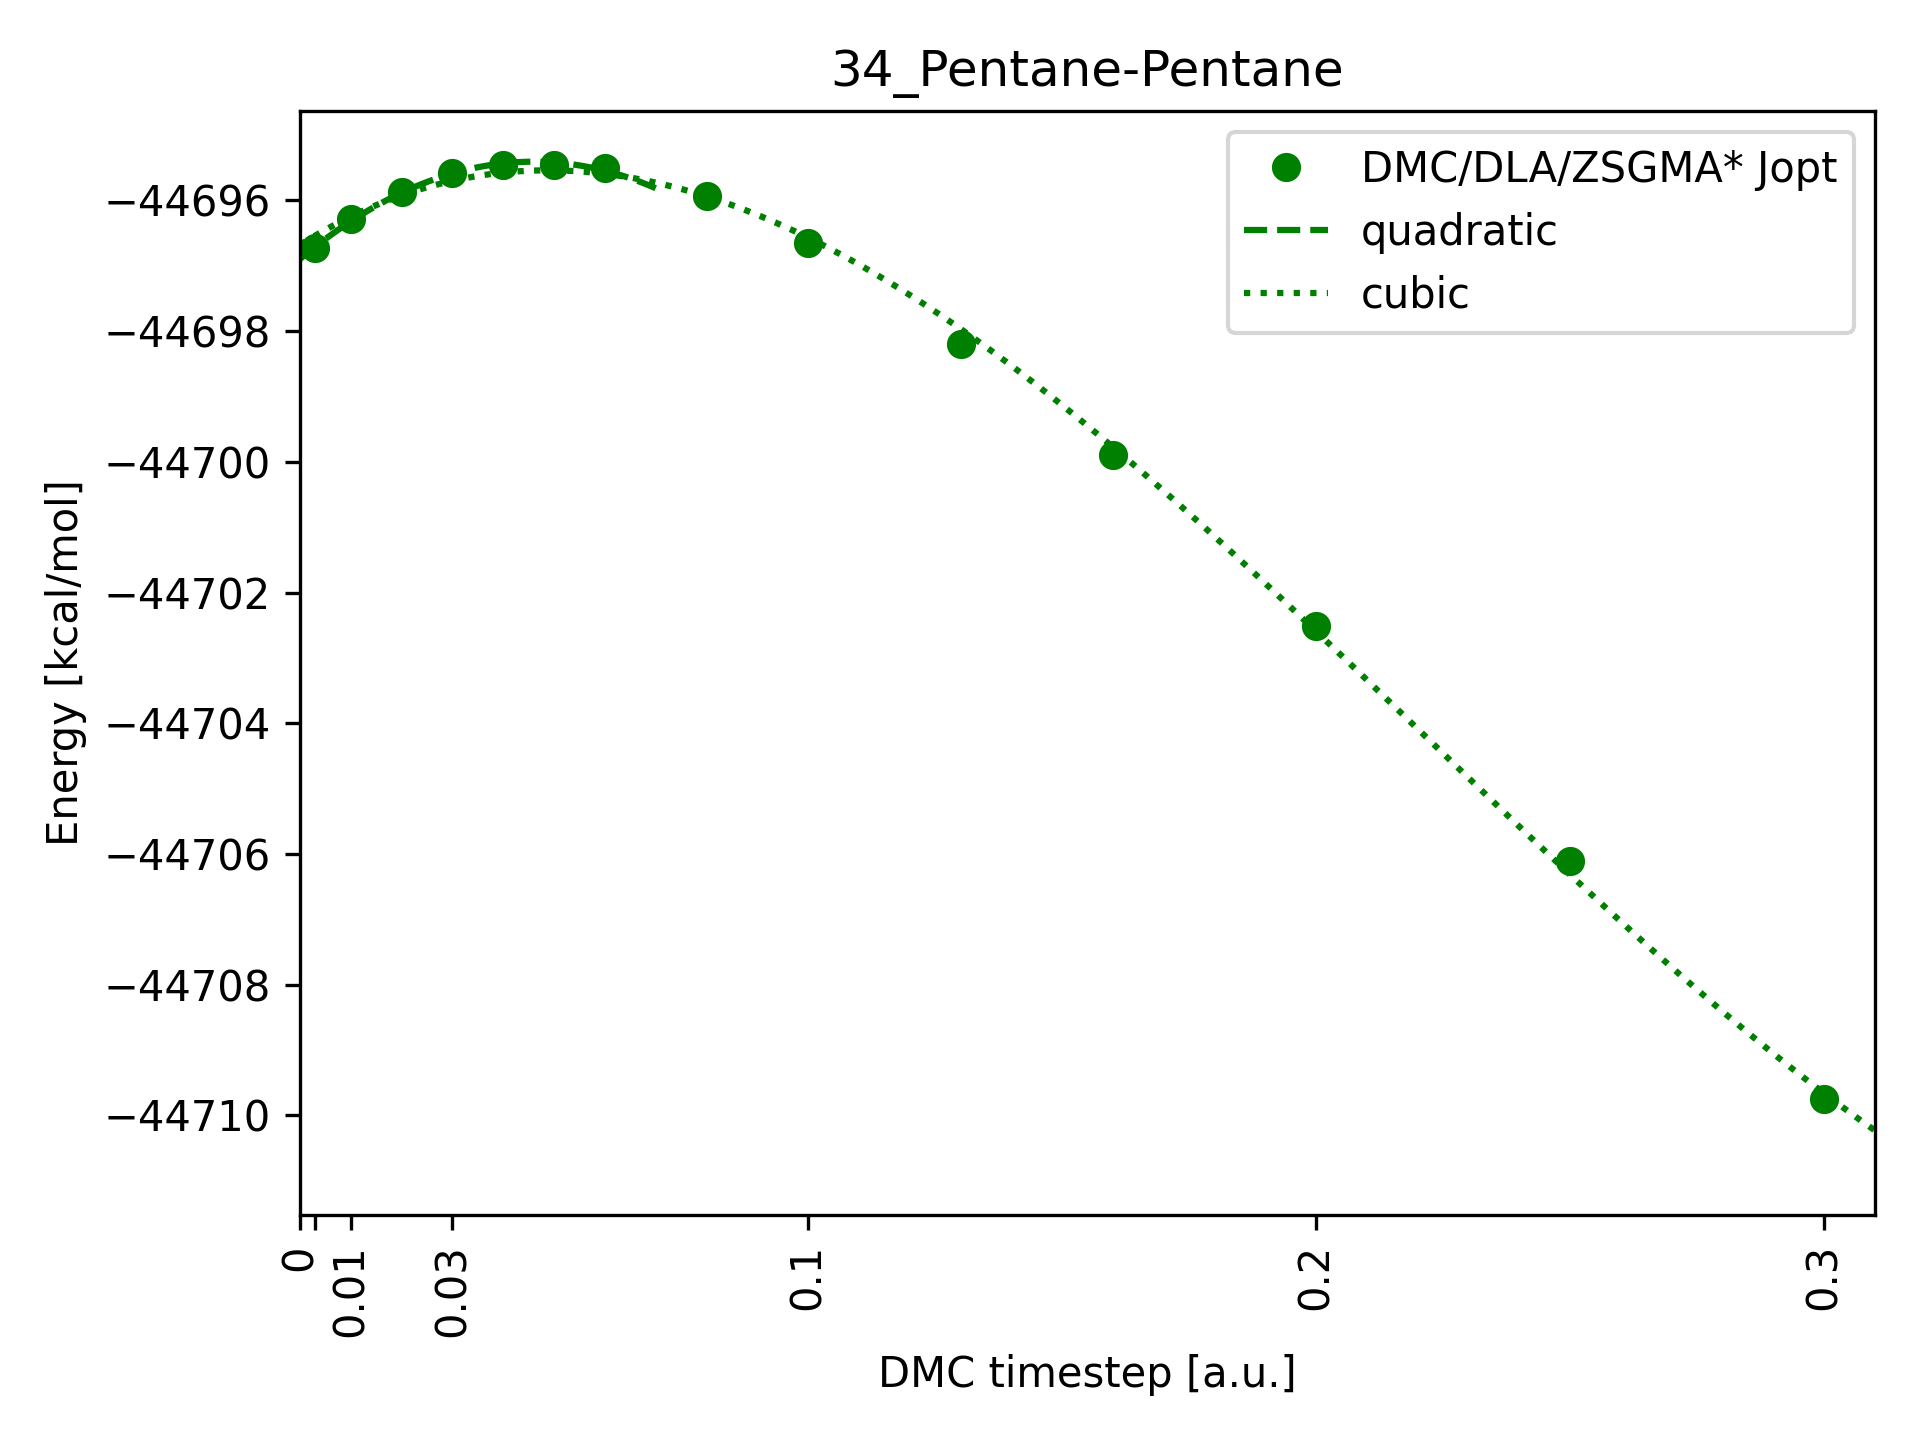 34_Pentane-Pentane
DMC/DLA/ZSGMA* Jopt
quadratic
cubic
−44696
−44698
−44700
−44702
−44704
−44706
−44708
−44710
Energy [kcal/mol]
0
0.01
0.03
0.1
0.2
0.3
DMC timestep [a.u.]